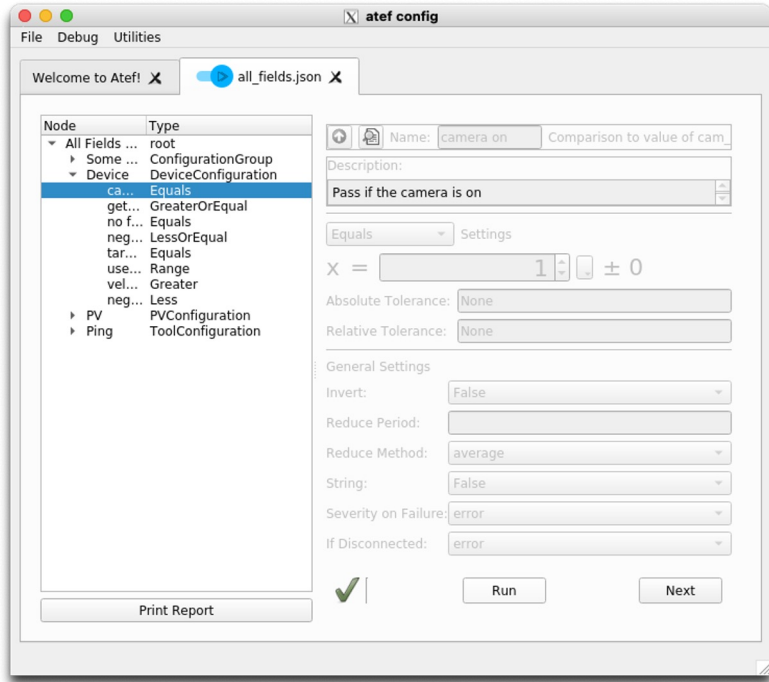 atef config
File Debug Utilities
Welcome to Atef! all_fields.json
Node Type
All Fields ... root
Some ... ConfigurationGroup
Device DeviceConfiguration
ca... Equals
get... GreaterOrEqual
no f... Equals
neg... LessOrEqual
tar... Equals
use... Range
vel... Greater
neg... Less
PV PVConfiguration
Ping ToolConfiguration
Print Report
Name: camera on Comparison to value of cam_
Description:
Pass if the camera is on
Equals Settings
x = 1 ± 0
Absolute Tolerance: None
Relative Tolerance: None
General Settings
Invert: False
Reduce Period:
Reduce Method: average
String: False
Severity on Failure: error
If Disconnected: error
Run Next